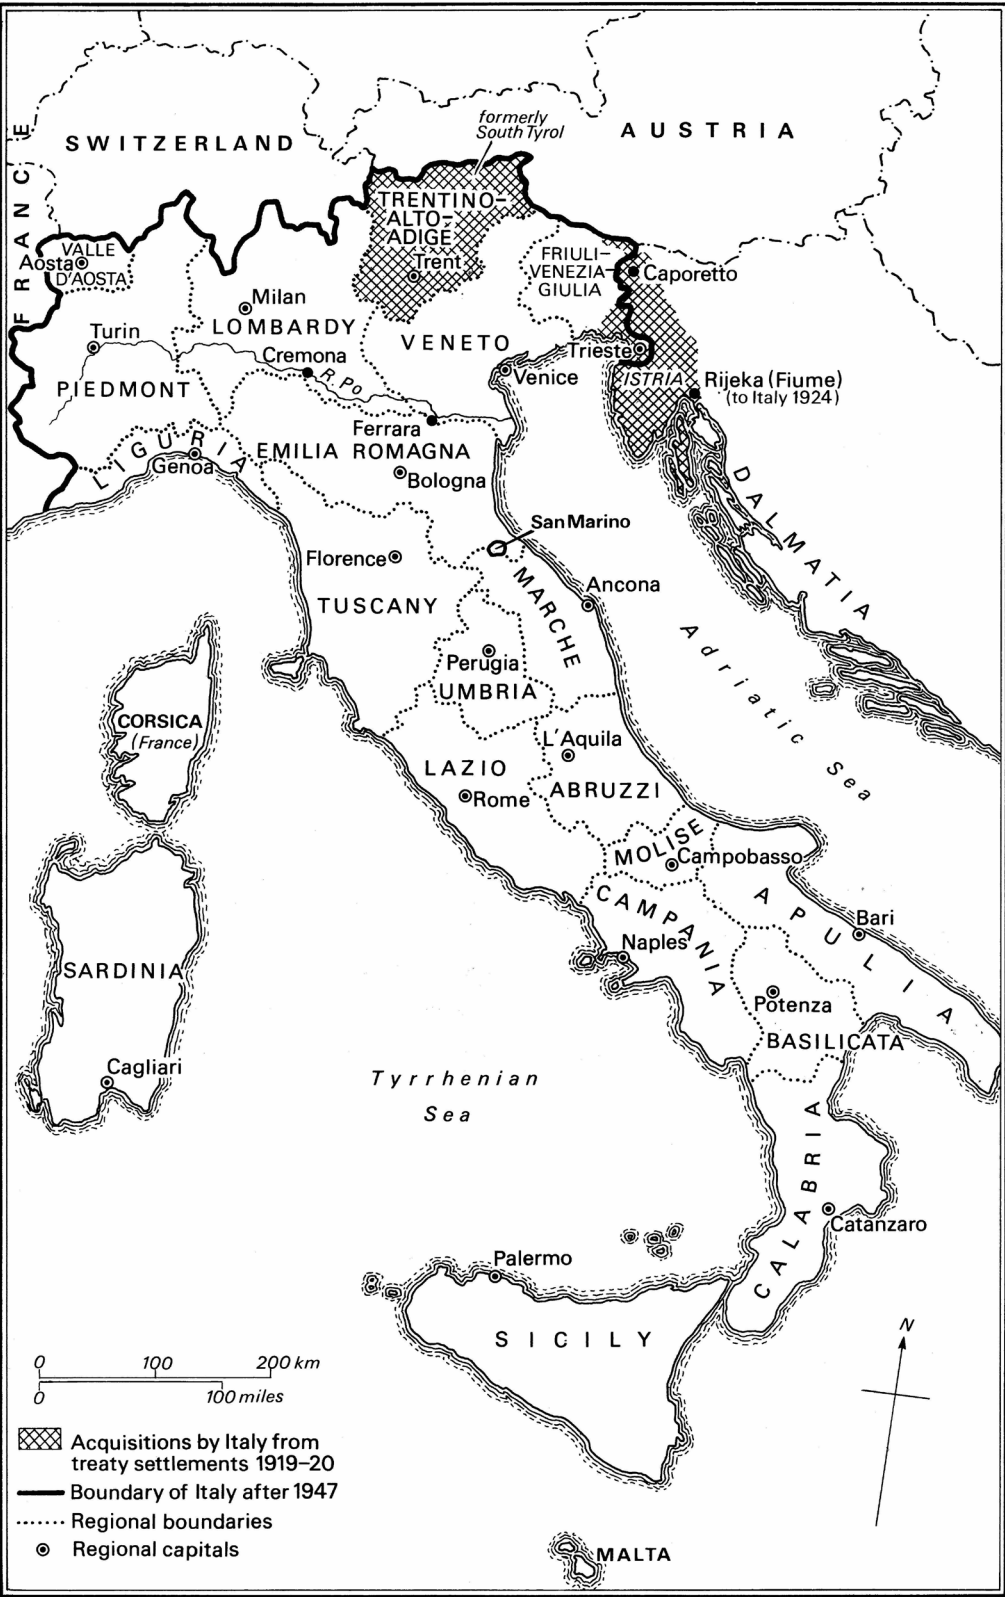 formerly
South Tyrol
SWITZERLAND
AUSTRIA
FRANCE
TRENTINO-
ALTO-
ADIGE
Trent
VALLE
D'AOSTA
Aosta
FRIULI-
VENEZIA
GIULIA
Caporetto
Milan
LOMBARDY
Turin
VENETO
Trieste
Cremona
R. Po
Venice
ISTRIA
Rijeka (Fiume)
(to Italy 1924)
PIEDMONT
Ferrara
LIGURIA
Genoa
EMILIA ROMAGNA
Bologna
DALMATIA
San Marino
Florence
MARCHE
Ancona
TUSCANY
Adriatic Sea
Perugia
UMBRIA
CORSICA
(France)
L'Aquila
LAZIO
ABRUZZI
Rome
MOLISE
Campobasso
CAMPANIA
APULIA
Bari
Naples
SARDINIA
Potenza
BASILICATA
Cagliari
Tyrrhenian
Sea
CALABRIA
Catanzaro
Palermo
SICILY
N
0 100 200 km
0 100 miles
Acquisitions by Italy from
treaty settlements 1919–20
Boundary of Italy after 1947
Regional boundaries
Regional capitals
MALTA